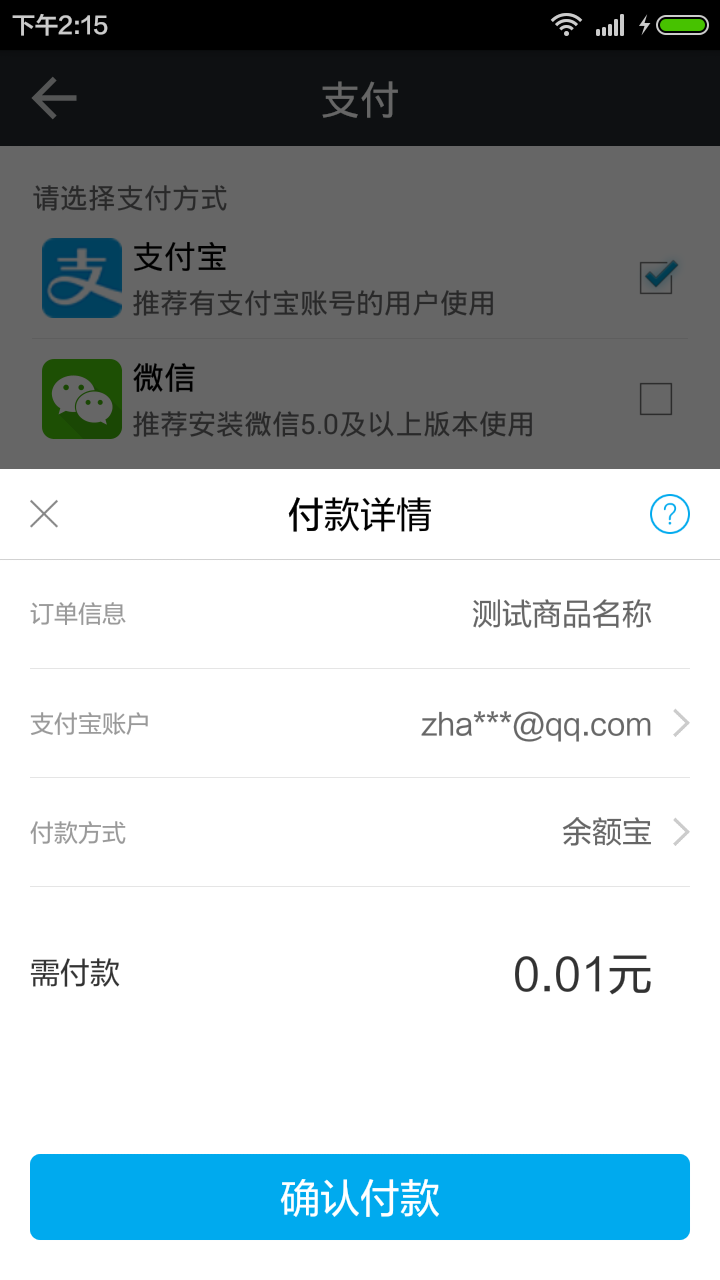 下午2:15
支付
请选择支付方式
支付宝
推荐有支付宝账号的用户使用
微信
推荐安装微信5.0及以上版本使用
付款详情 ?
订单信息 测试商品名称
支付宝账户 zha***@qq.com
付款方式 余额宝
需付款 0.01元
确认付款